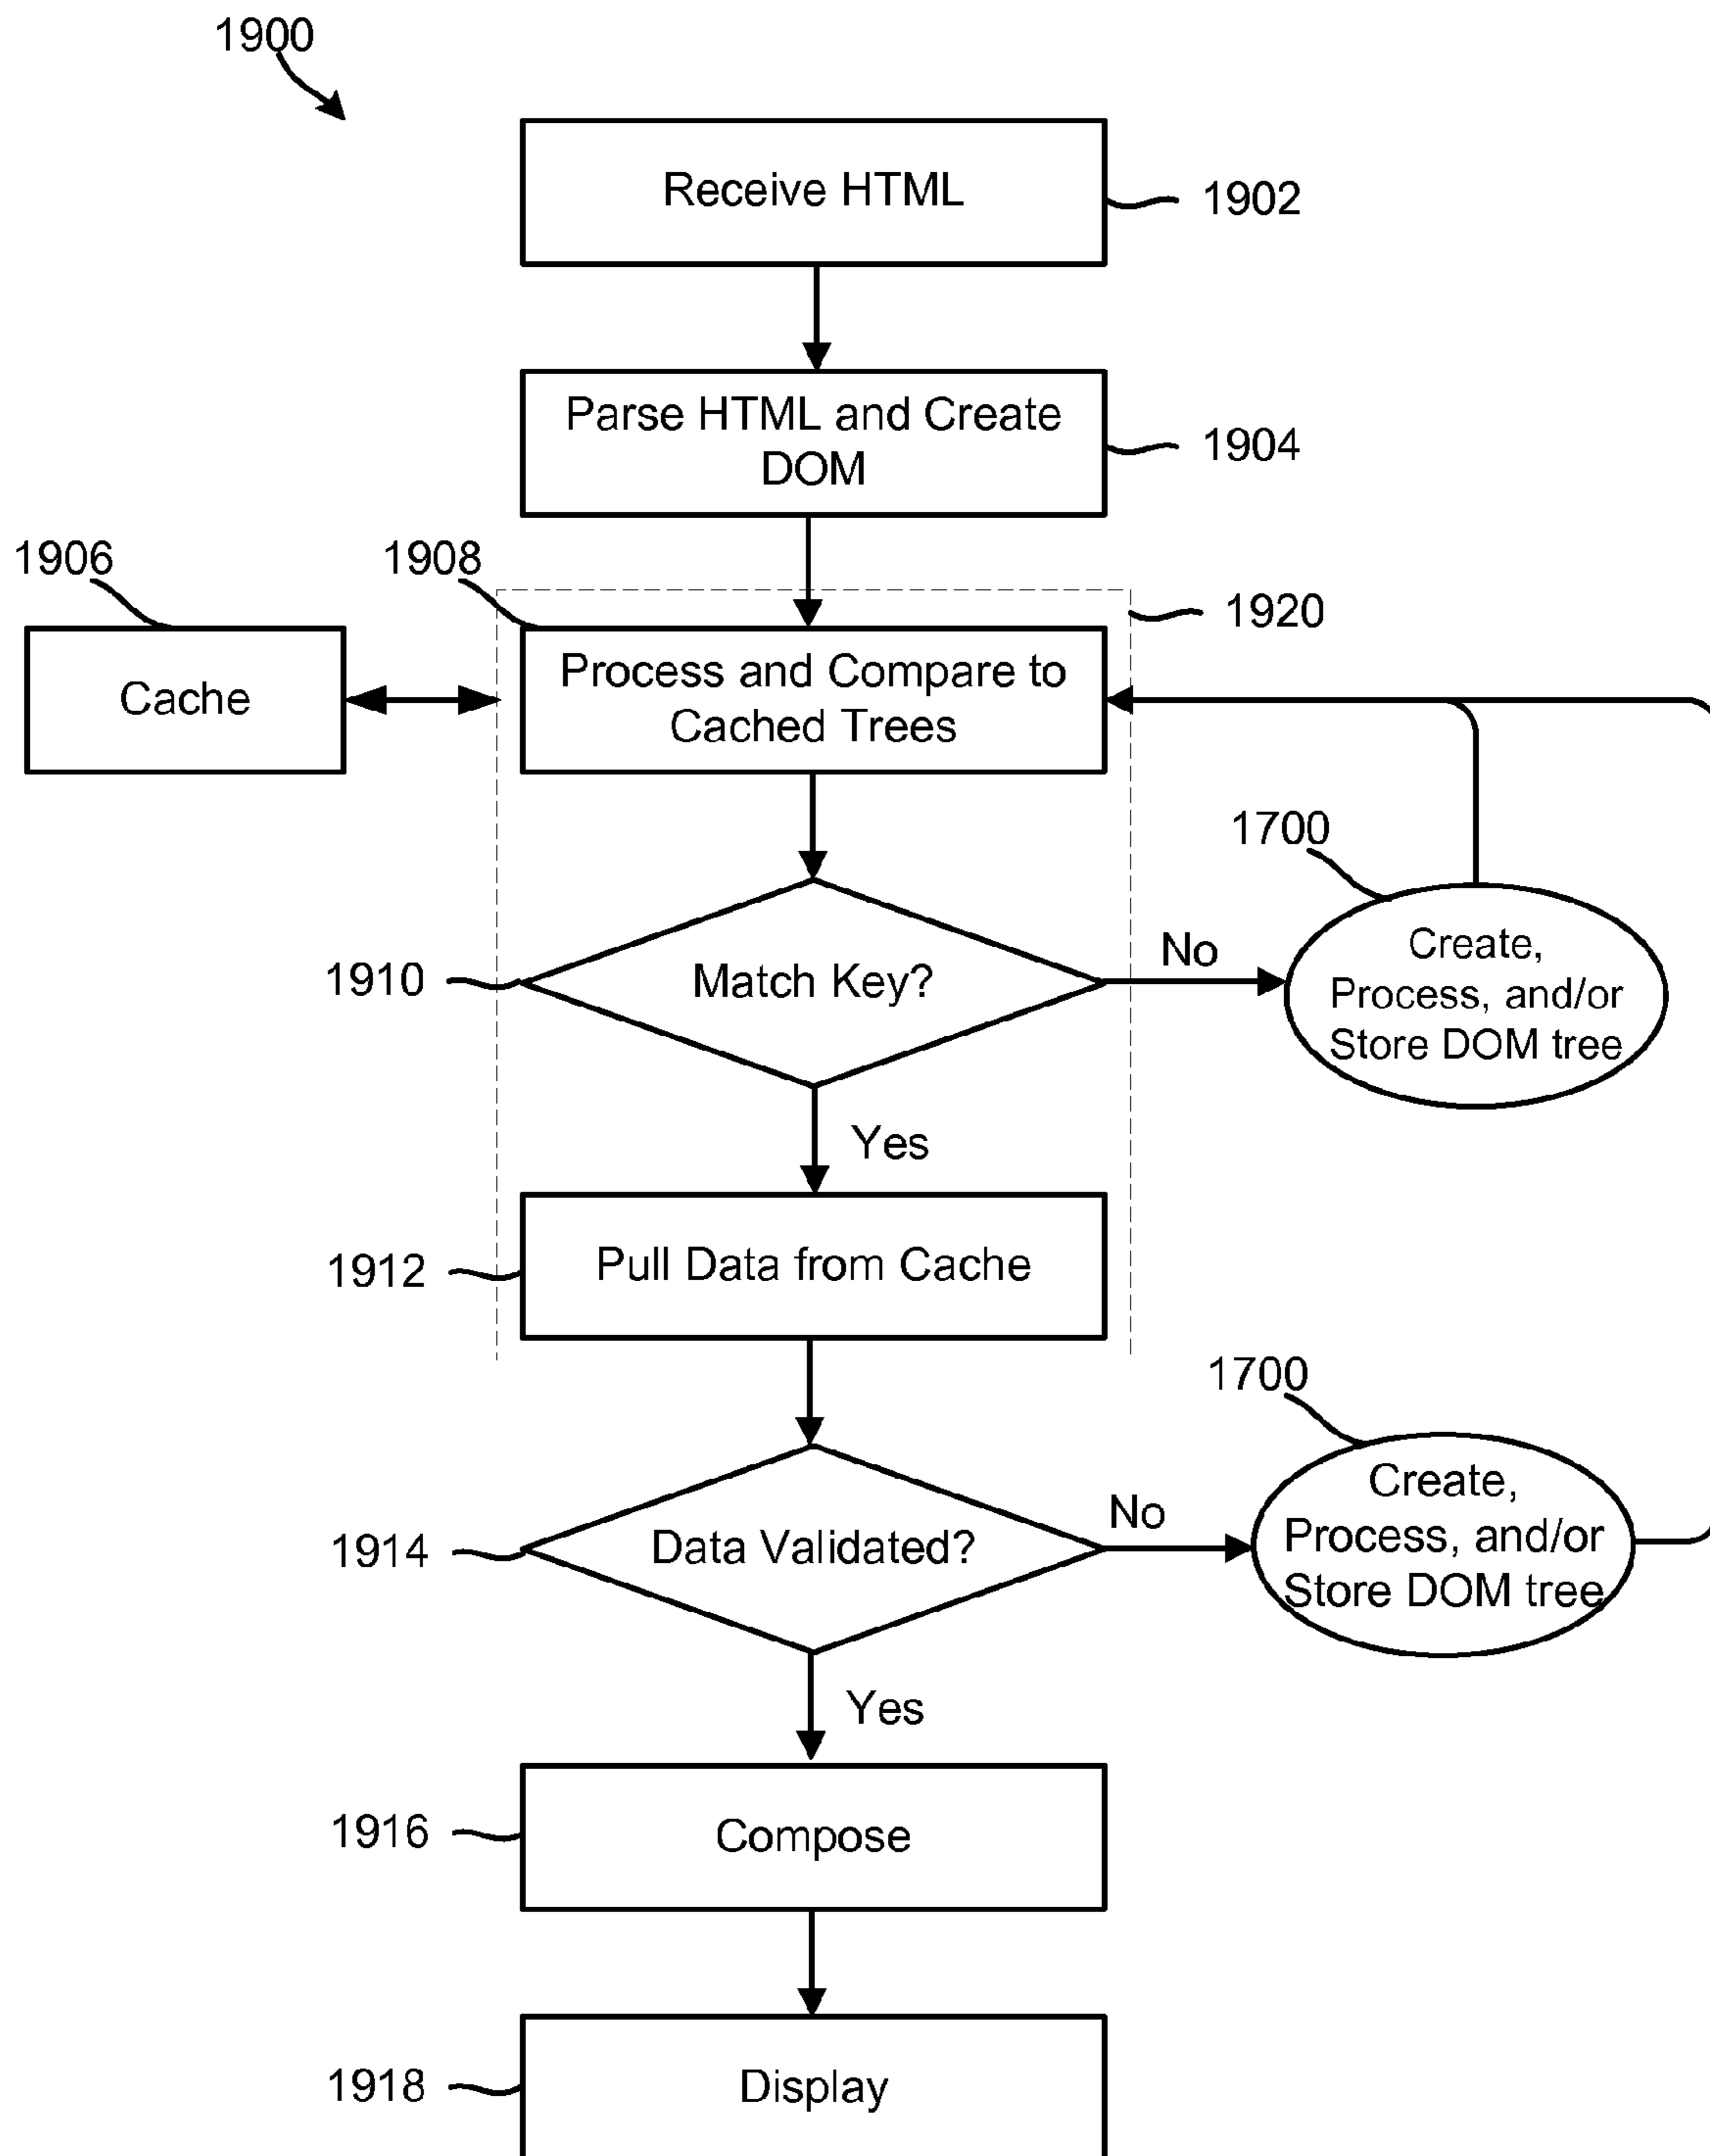 1900
Receive HTML
1902
Parse HTML and Create
DOM
1904
1906
1908
1920
Cache
Process and Compare to
Cached Trees
1700
Create,
Process, and/or
Store DOM tree
No
1910
Match Key?
Yes
1912
Pull Data from Cache
1700
Create,
Process, and/or
Store DOM tree
No
1914
Data Validated?
Yes
1916
Compose
1918
Display